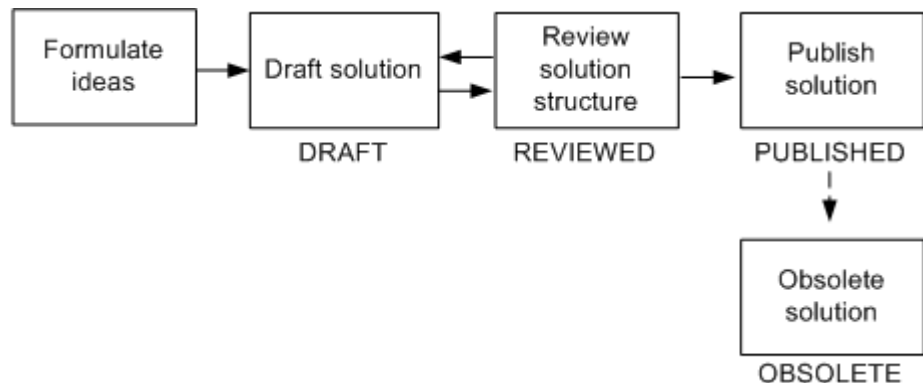 Formulate
ideas
Draft solution
Review
solution
structure
Publish
solution
DRAFT
REVIEWED
PUBLISHED
Obsolete
solution
OBSOLETE